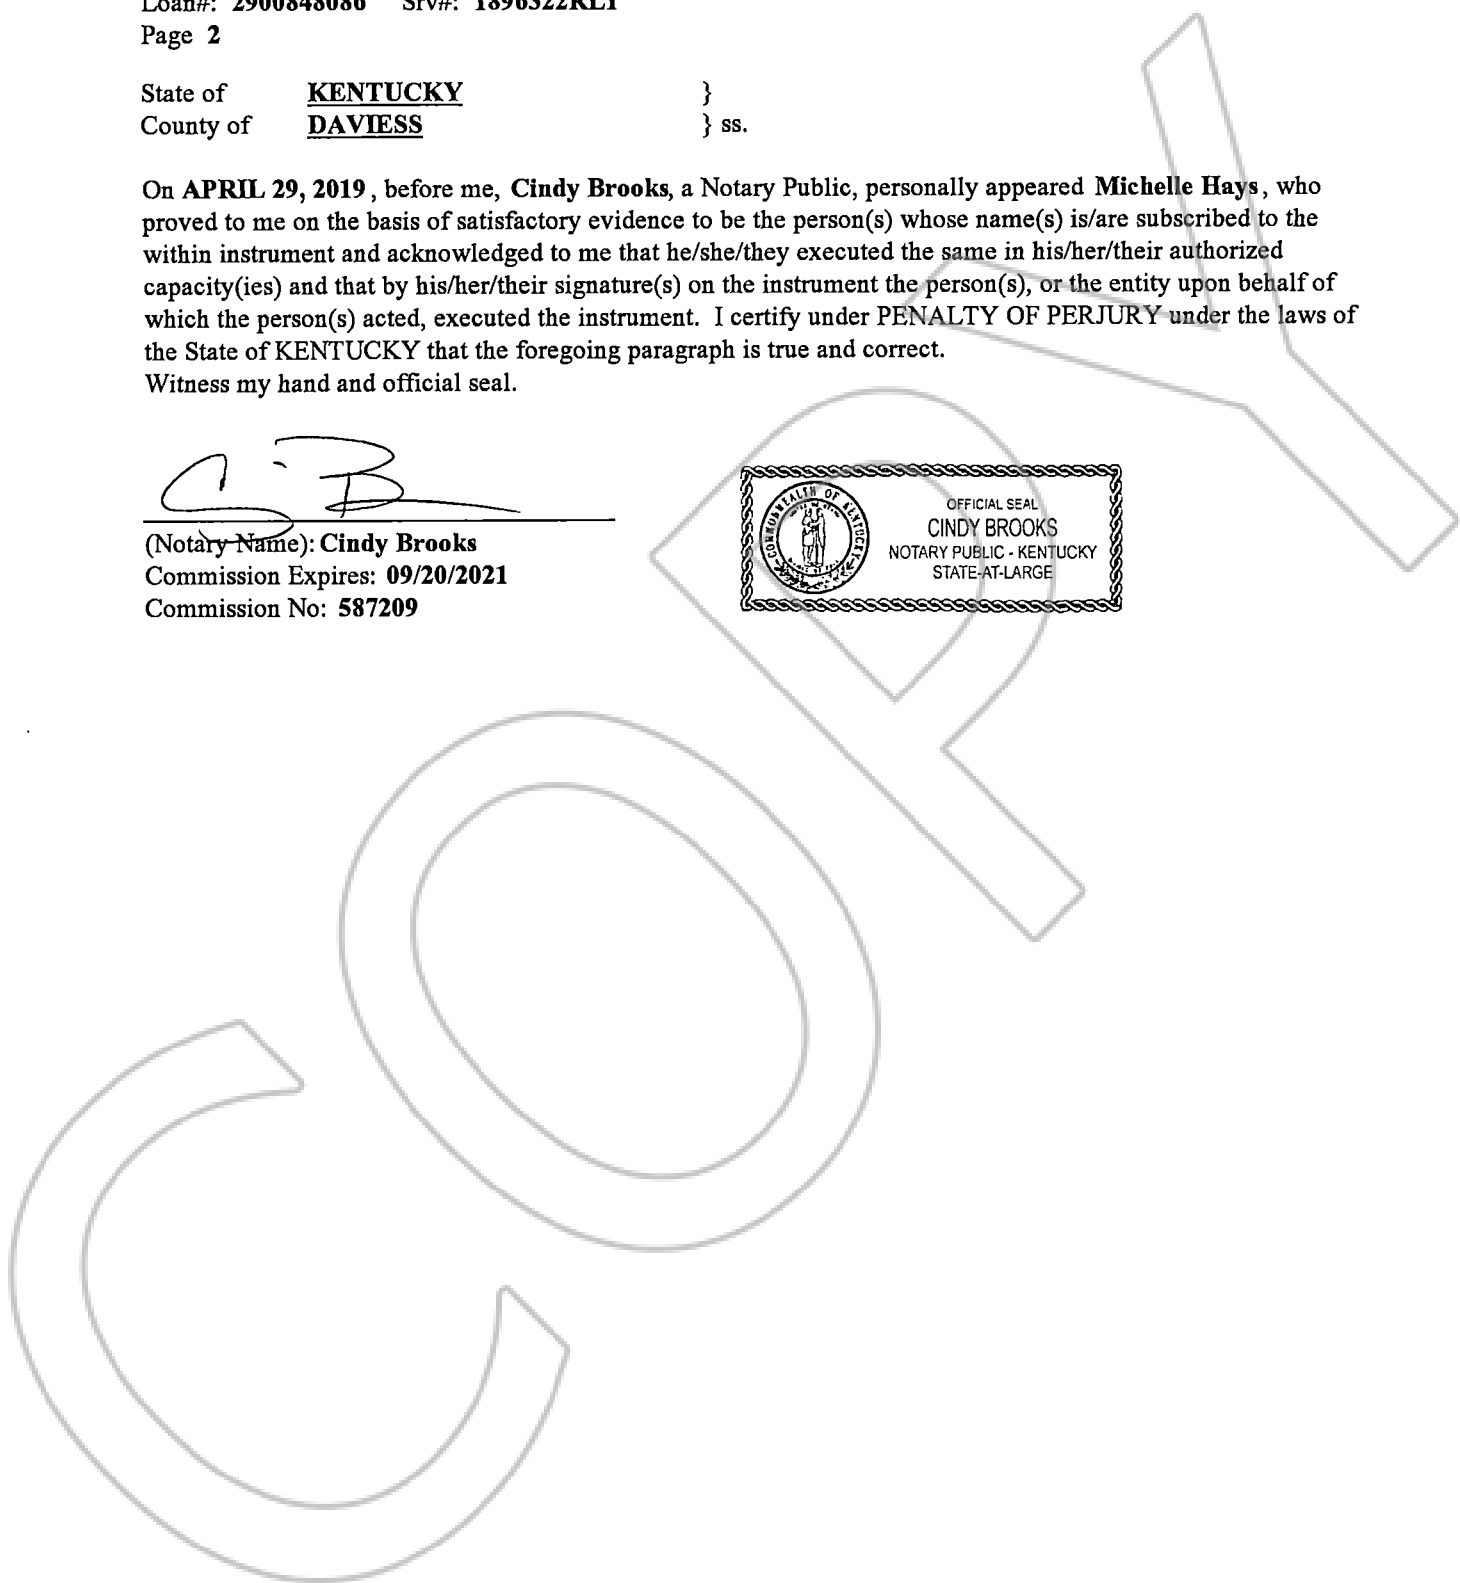 Loan#: 2900848086 Srv#: 1896322RL1
Page 2
State of KENTUCKY }
County of DAVIESS } ss.
On APRIL 29, 2019, before me, Cindy Brooks, a Notary Public, personally appeared Michelle Hays, who
proved to me on the basis of satisfactory evidence to be the person(s) whose name(s) is/are subscribed to the
within instrument and acknowledged to me that he/she/they executed the same in his/her/their authorized
capacity(ies) and that by his/her/their signature(s) on the instrument the person(s), or the entity upon behalf of
which the person(s) acted, executed the instrument. I certify under PENALTY OF PERJURY under the laws of
the State of KENTUCKY that the foregoing paragraph is true and correct.
Witness my hand and official seal.
(Notary Name): Cindy Brooks
Commission Expires: 09/20/2021
Commission No: 587209
COMMONWEALTH OF KENTUCKY
OFFICIAL SEAL
CINDY BROOKS
NOTARY PUBLIC - KENTUCKY
STATE-AT-LARGE
COPY